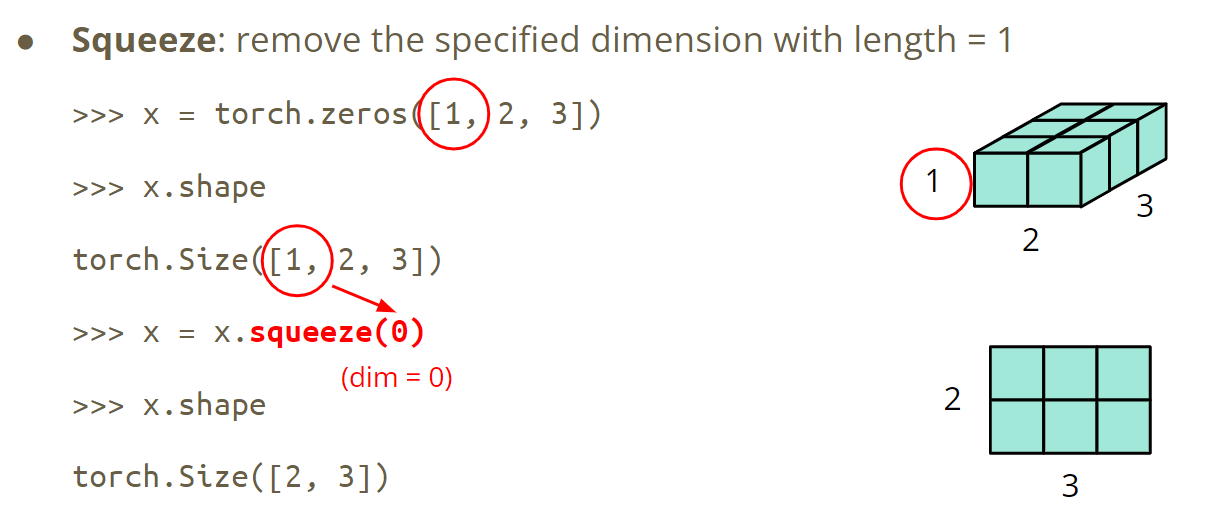 ● Squeeze: remove the specified dimension with length = 1
>>> x = torch.zeros([1, 2, 3])
>>> x.shape
torch.Size([1, 2, 3])
>>> x = x.squeeze(0)
(dim = 0)
>>> x.shape
torch.Size([2, 3])
1
3
2
2
3